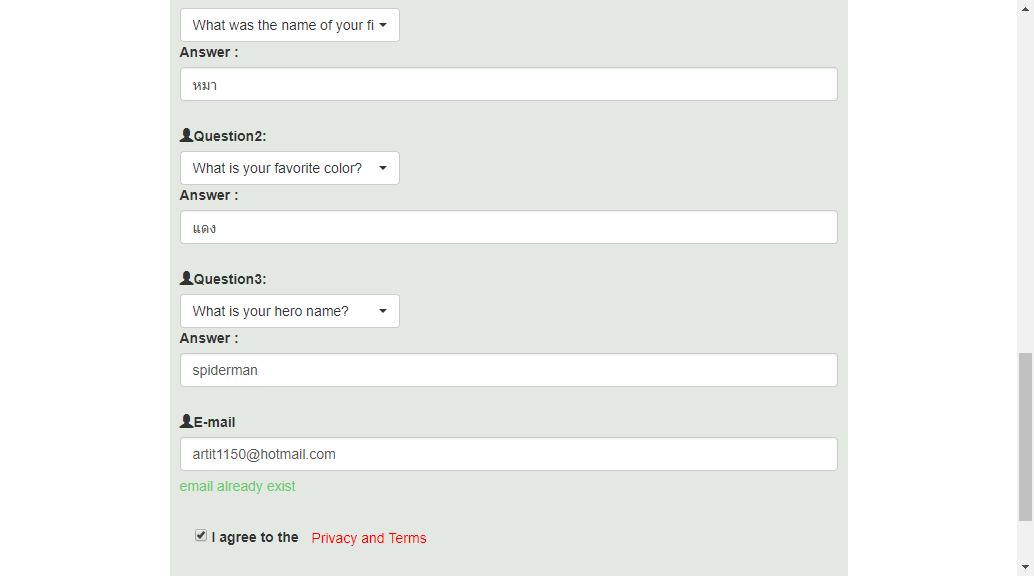 What was the name of your fi
Answer :
หมา
Question2:
What is your favorite color?
Answer :
แดง
Question3:
What is your hero name?
Answer :
spiderman
E-mail
artit1150@hotmail.com
email already exist
I agree to the Privacy and Terms